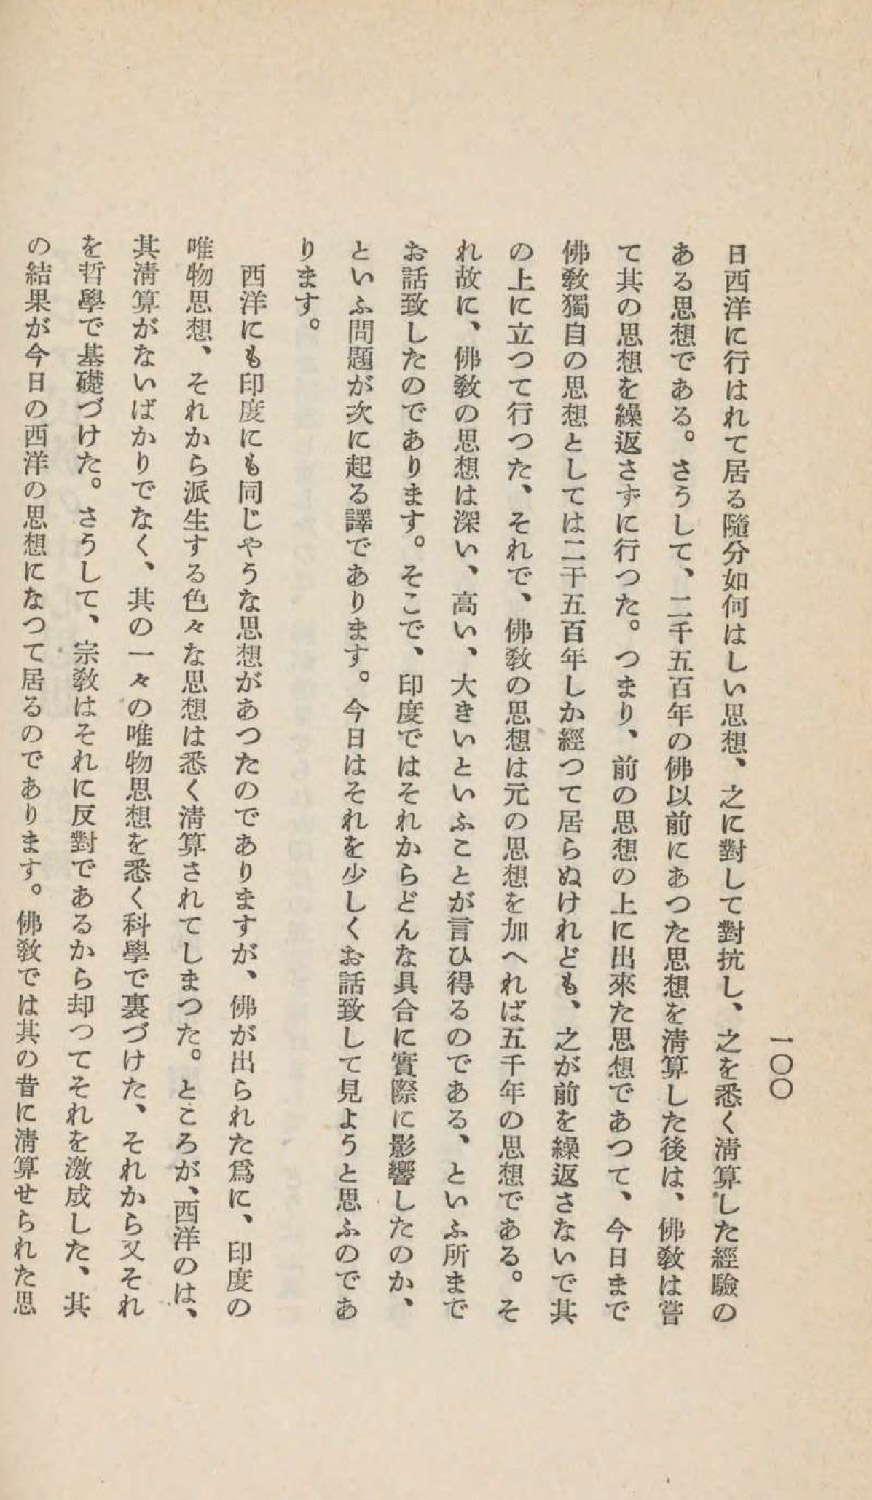 一〇〇
日西洋に行はれて居る隨分如何はしい思想、之に對して對抗し、之を悉く淸算した經驗の
ある思想である。さうして、二千五百年の佛以前にあつた思想を淸算した後は、佛敎は嘗
て其の思想を繰返さずに行つた。つまり、前の思想の上に出來た思想であつて、今日まで
佛敎獨自の思想としては二千五百年しか經つて居らぬけれども、之が前を繰返さないで其
の上に立つて行つた、それで、佛敎の思想は元の思想を加へれば五千年の思想である。そ
れ故に、佛敎の思想は深い、高い、大きいといふことが言ひ得るのである、といふ所まで
お話致したのであります。そこで、印度ではそれからどんな具合に實際に影響したのか、
といふ問題が次に起る譯であります。今日はそれを少しくお話致して見ようと思ふのであ
ります。
西洋にも印度にも同じやうな思想があつたのでありますが、佛が出られた爲に、印度の
唯物思想、それから派生する色々な思想は悉く淸算されてしまつた。ところが、西洋のは、
其淸算がないばかりでなく、其の一々の唯物思想を悉く科學で裏づけた、それから又それ
を哲學で基礎づけた。さうして、宗敎はそれに反對であるから却つてそれを激成した、其
の結果が今日の西洋の思想になつて居るのであります。佛敎では其の昔に淸算せられた思